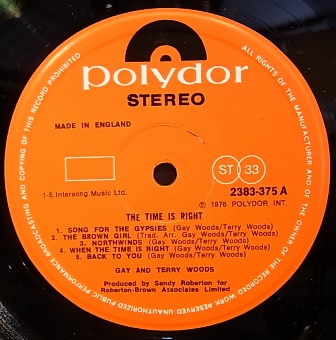 polydor
STEREO
MADE IN ENGLAND
ST 33
2383-375 A
1-5. Intersong Music Ltd.
℗ 1976 POLYDOR INT.
THE TIME IS RIGHT
1. SONG FOR THE GYPSIES (Gay Woods/Terry Woods)
2. THE BROWN GIRL (Trad. Arr. Gay Woods/Terry Woods)
3. NORTHWINDS (Gay Woods/Terry Woods)
4. WHEN THE TIME IS RIGHT (Gay Woods/Terry Woods)
5. BACK TO YOU (Gay Woods/Terry Woods)
GAY AND TERRY WOODS
Produced by Sandy Roberton for
Roberton-Brown Associates Limited
ALL RIGHTS OF THE MANUFACTURER AND OF THE OWNER OF THE RECORDED WORK RESERVED UNAUTHORIZED PUBLIC PERFORMANCE BROADCASTING AND COPYING OF THIS RECORD PROHIBITED